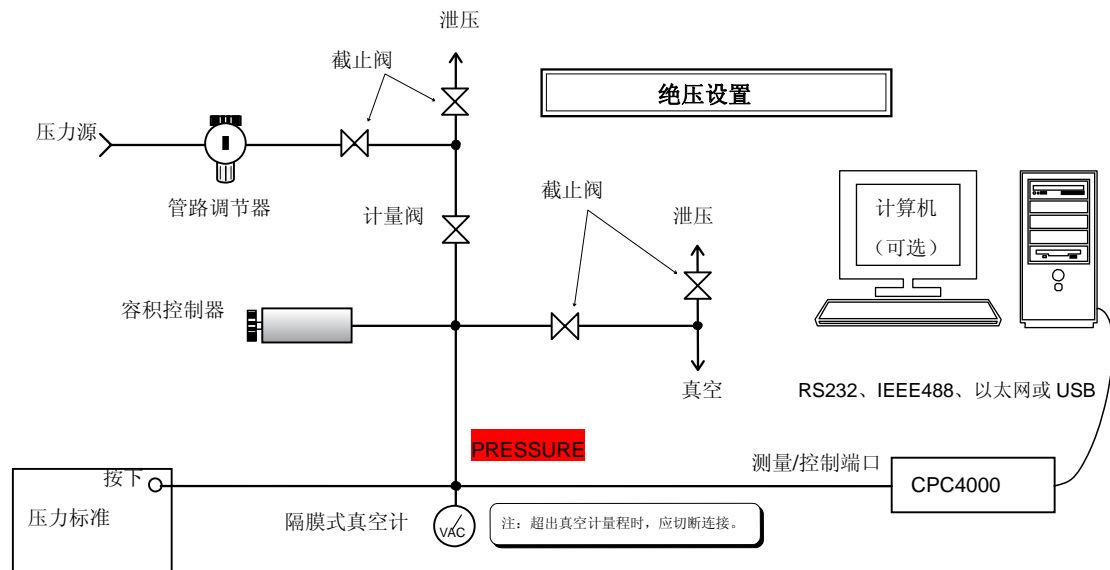 泄压
截止阀
绝压设置
压力源
管路调节器
计量阀
截止阀
泄压
计算机
（可选）
容积控制器
真空
RS232、IEEE488、以太网或 USB
PRESSURE
测量/控制端口
按下
压力标准
CPC4000
隔膜式真空计
VAC
注：超出真空计量程时，应切断连接。